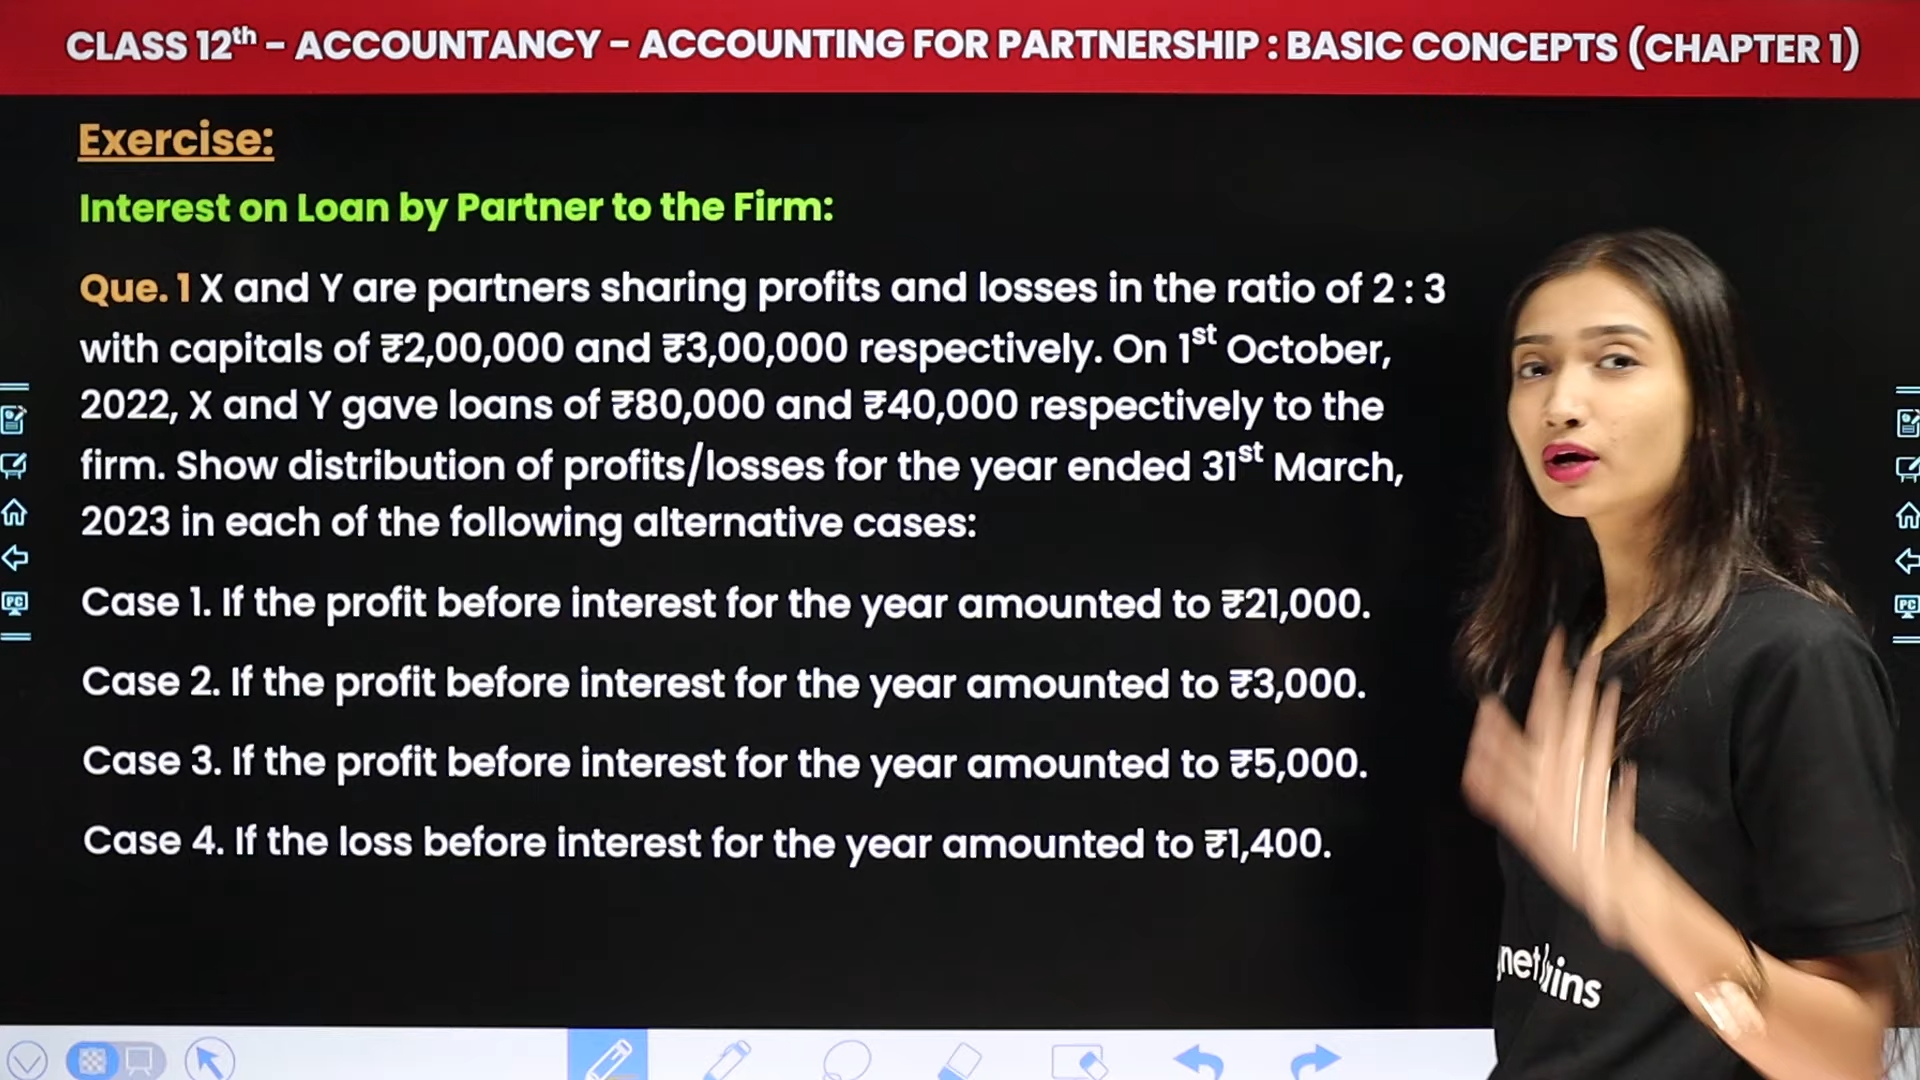 CLASS 12th - ACCOUNTANCY - ACCOUNTING FOR PARTNERSHIP : BASIC CONCEPTS (CHAPTER 1)
Exercise:
Interest on Loan by Partner to the Firm:
Que. 1 X and Y are partners sharing profits and losses in the ratio of 2 : 3
with capitals of ₹2,00,000 and ₹3,00,000 respectively. On 1st October,
2022, X and Y gave loans of ₹80,000 and ₹40,000 respectively to the
firm. Show distribution of profits/losses for the year ended 31st March,
2023 in each of the following alternative cases:
Case 1. If the profit before interest for the year amounted to ₹21,000.
Case 2. If the profit before interest for the year amounted to ₹3,000.
Case 3. If the profit before interest for the year amounted to ₹5,000.
Case 4. If the loss before interest for the year amounted to ₹1,400.
PC
PC